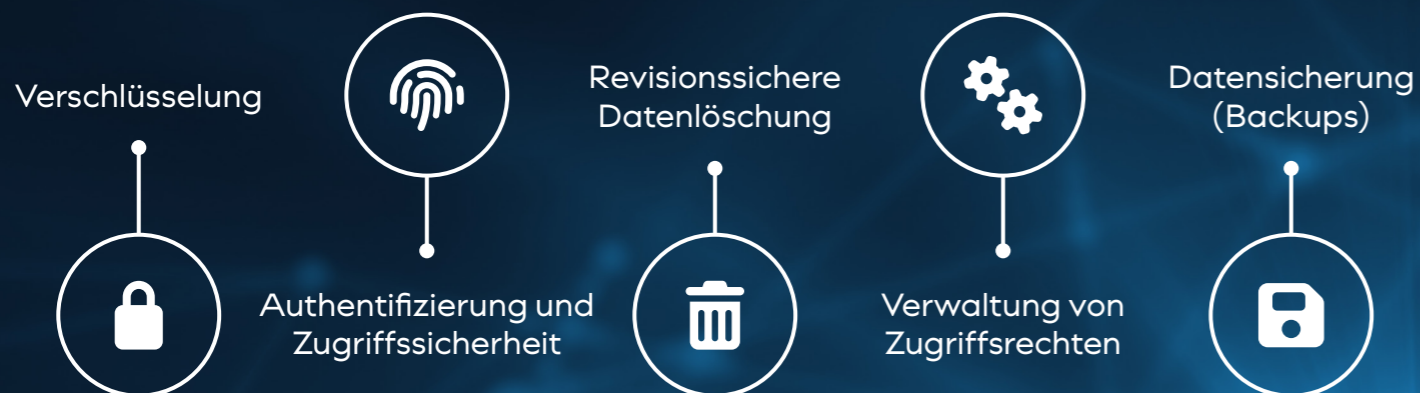 Verschlüsselung
Authentifizierung und
Zugriffssicherheit
Revisionssichere
Datenlöschung
Verwaltung von
Zugriffsrechten
Datensicherung
(Backups)